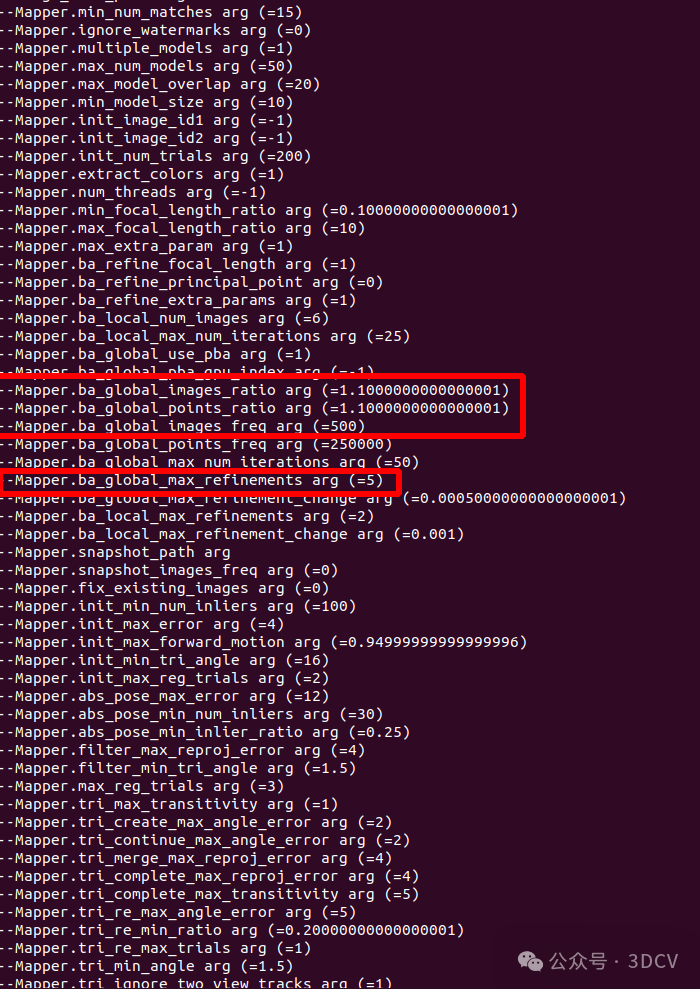 --Mapper.min_num_matches arg (=15)
--Mapper.ignore_watermarks arg (=0)
--Mapper.multiple_models arg (=1)
--Mapper.max_num_models arg (=50)
--Mapper.max_model_overlap arg (=20)
--Mapper.min_model_size arg (=10)
--Mapper.init_image_id1 arg (=-1)
--Mapper.init_image_id2 arg (=-1)
--Mapper.init_num_trials arg (=200)
--Mapper.extract_colors arg (=1)
--Mapper.num_threads arg (=-1)
--Mapper.min_focal_length_ratio arg (=0.10000000000000001)
--Mapper.max_focal_length_ratio arg (=10)
--Mapper.max_extra_param arg (=1)
--Mapper.ba_refine_focal_length arg (=1)
--Mapper.ba_refine_principal_point arg (=0)
--Mapper.ba_refine_extra_params arg (=1)
--Mapper.ba_local_num_images arg (=6)
--Mapper.ba_local_max_num_iterations arg (=25)
--Mapper.ba_global_use_pba arg (=1)
--Mapper.ba_global_pba_gpu_index arg (=-1)
--Mapper.ba_global_images_ratio arg (=1.1000000000000001)
--Mapper.ba_global_points_ratio arg (=1.1000000000000001)
--Mapper.ba_global_images_freq arg (=500)
--Mapper.ba_global_points_freq arg (=250000)
--Mapper.ba_global_max_num_iterations arg (=50)
--Mapper.ba_global_max_refinements arg (=5)
--Mapper.ba_global_max_refinement_change arg (=0.00050000000000000001)
--Mapper.ba_local_max_refinements arg (=2)
--Mapper.ba_local_max_refinement_change arg (=0.001)
--Mapper.snapshot_path arg
--Mapper.snapshot_images_freq arg (=0)
--Mapper.fix_existing_images arg (=0)
--Mapper.init_min_num_inliers arg (=100)
--Mapper.init_max_error arg (=4)
--Mapper.init_max_forward_motion arg (=0.94999999999999996)
--Mapper.init_min_tri_angle arg (=16)
--Mapper.init_max_reg_trials arg (=2)
--Mapper.abs_pose_max_error arg (=12)
--Mapper.abs_pose_min_num_inliers arg (=30)
--Mapper.abs_pose_min_inlier_ratio arg (=0.25)
--Mapper.filter_max_reproj_error arg (=4)
--Mapper.filter_min_tri_angle arg (=1.5)
--Mapper.max_reg_trials arg (=3)
--Mapper.tri_max_transitivity arg (=1)
--Mapper.tri_create_max_angle_error arg (=2)
--Mapper.tri_continue_max_angle_error arg (=2)
--Mapper.tri_merge_max_reproj_error arg (=4)
--Mapper.tri_complete_max_reproj_error arg (=4)
--Mapper.tri_complete_max_transitivity arg (=5)
--Mapper.tri_re_max_angle_error arg (=5)
--Mapper.tri_re_min_ratio arg (=0.20000000000000001)
--Mapper.tri_re_max_trials arg (=1)
--Mapper.tri_min_angle arg (=1.5)
--Mapper.tri_ignore_two_view_tracks arg (=1)
公众号 · 3DCV